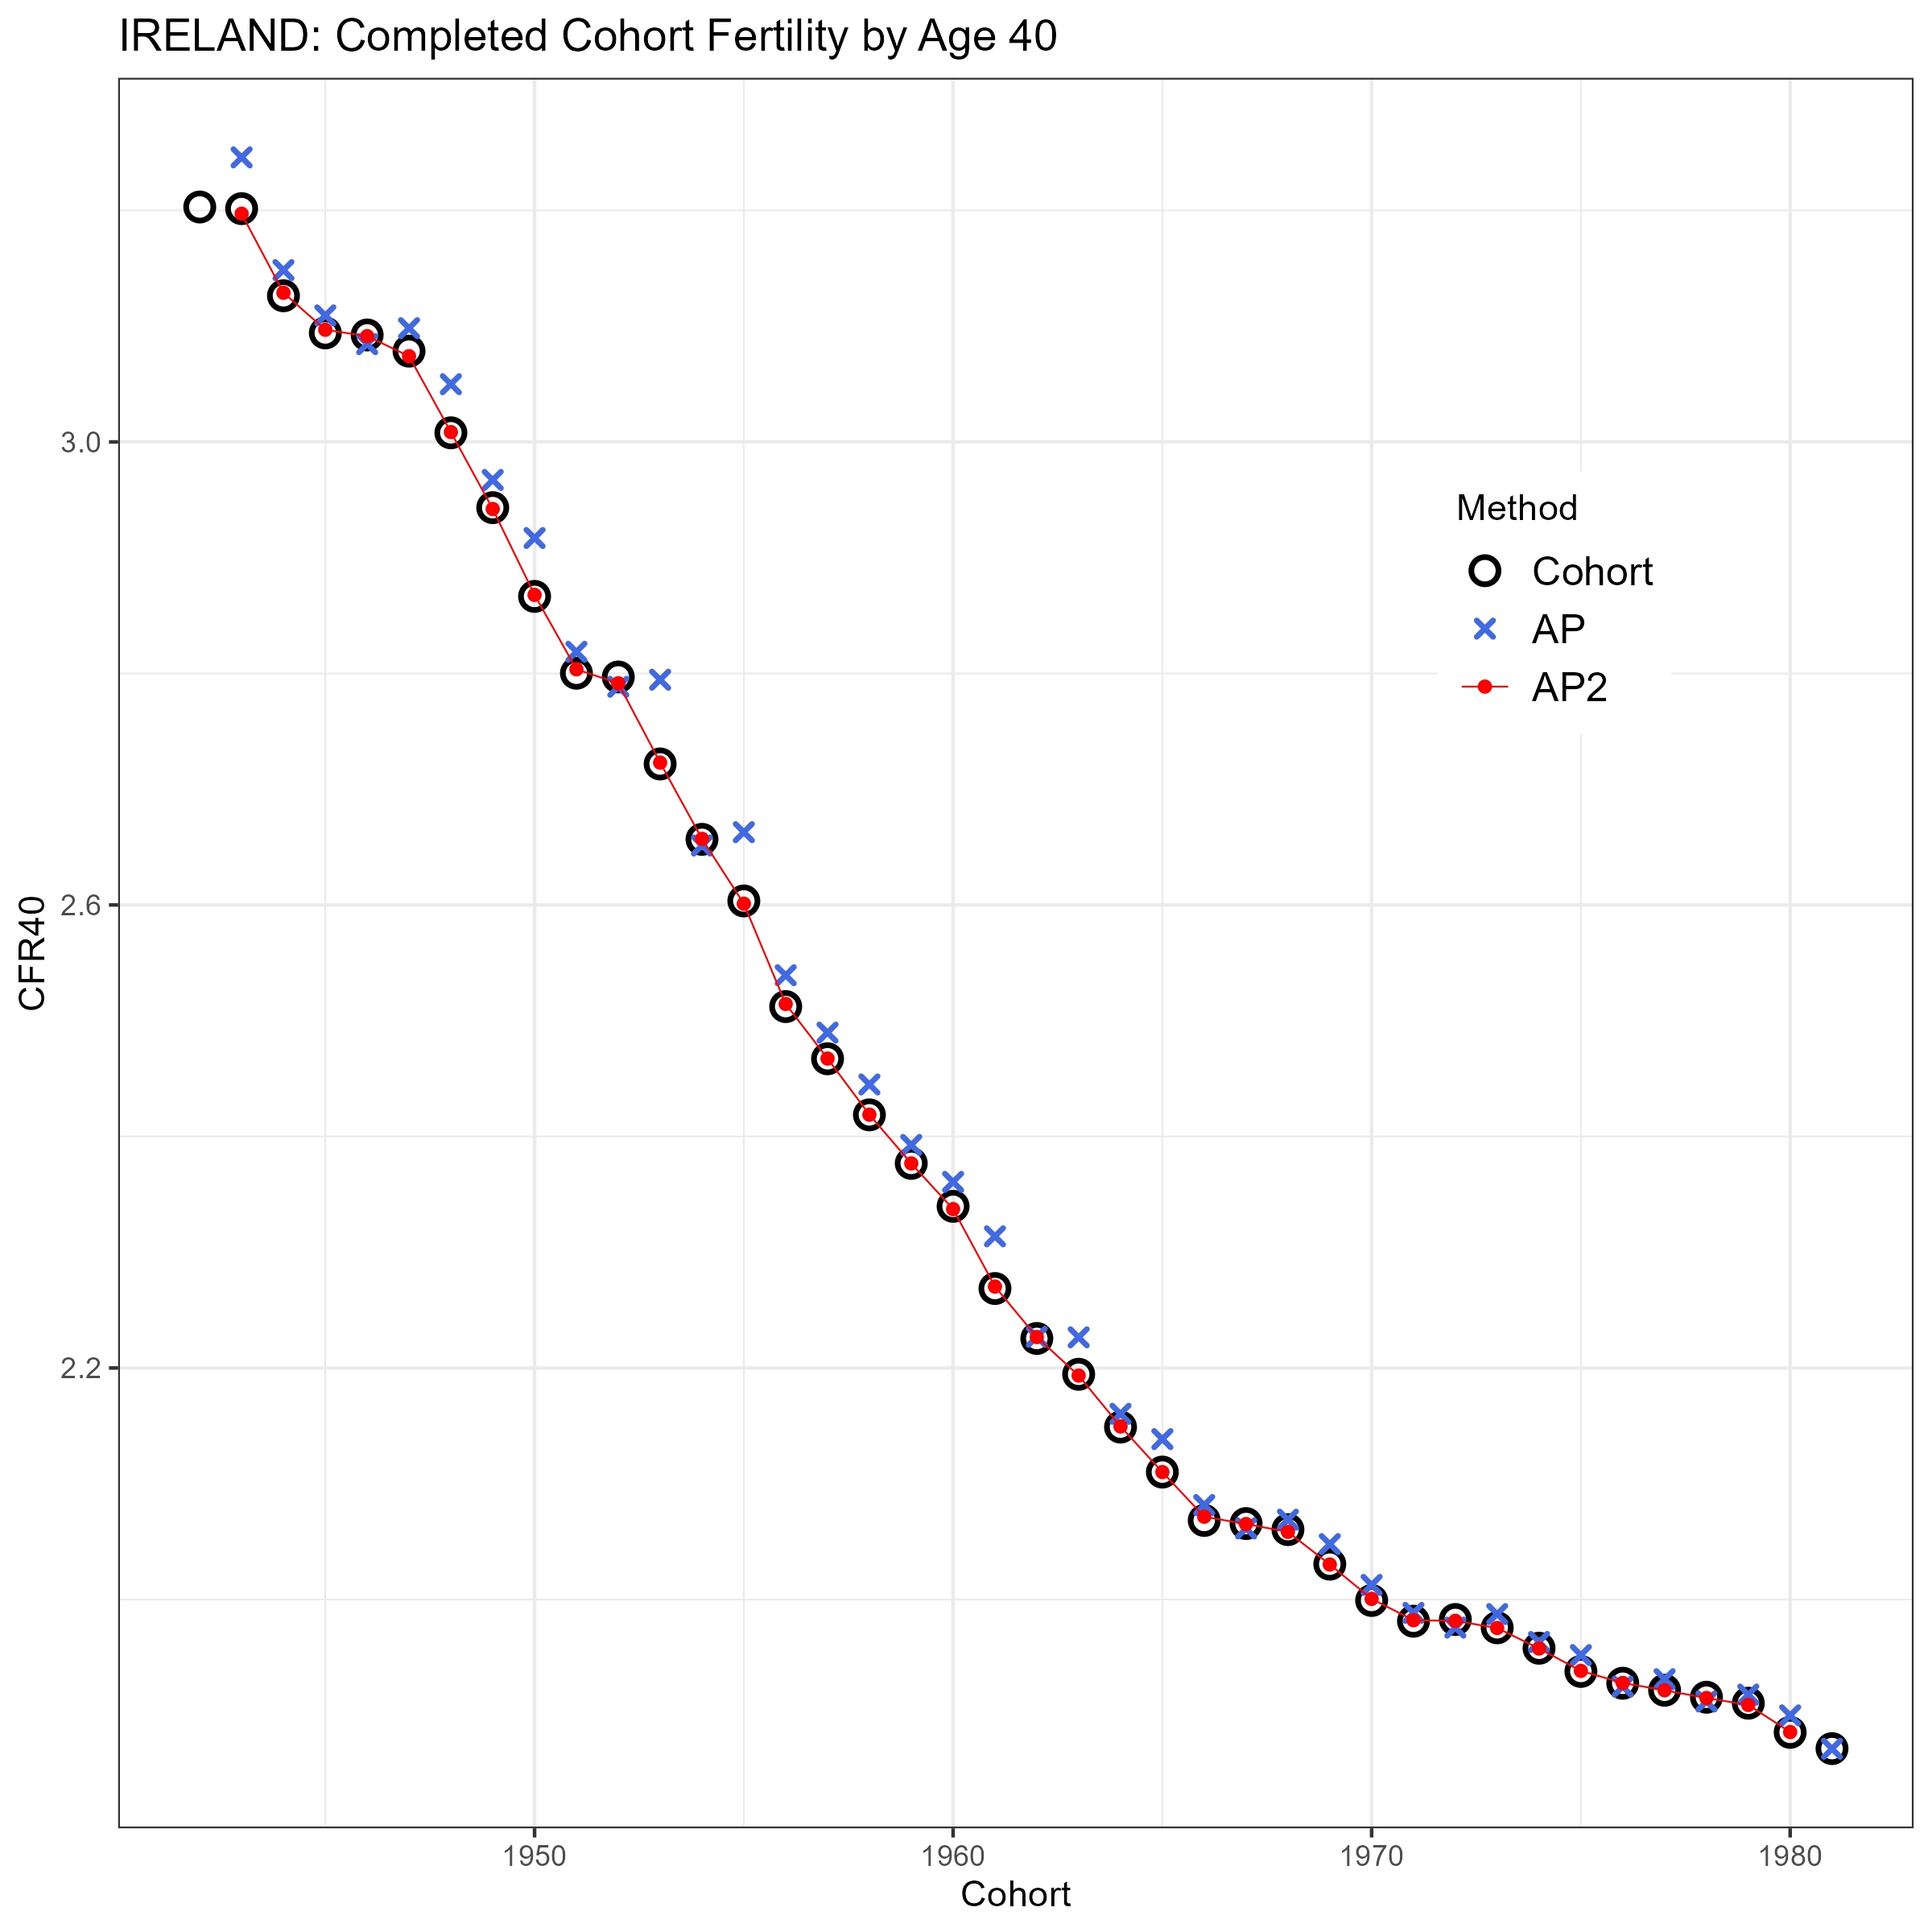 IRELAND: Completed Cohort Fertility by Age 40
3.0
2.6
2.2
CFR40
Method
Cohort
AP
AP2
1950
1960
1970
1980
Cohort